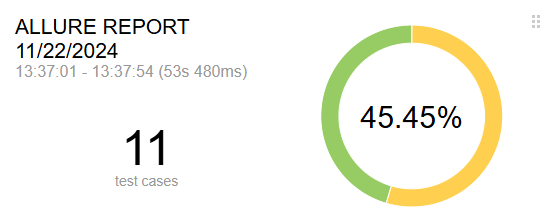 ALLURE REPORT
11/22/2024
13:37:01 - 13:37:54 (53s 480ms)
11
test cases
45.45%